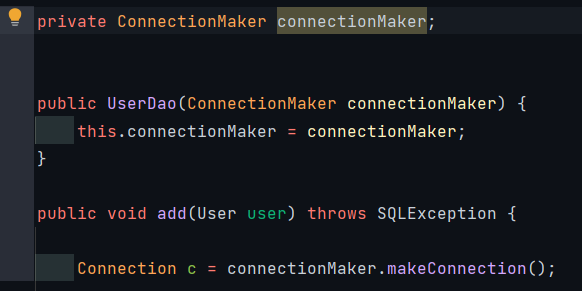 private ConnectionMaker connectionMaker;
public UserDao(ConnectionMaker connectionMaker) {
this.connectionMaker = connectionMaker;
}
public void add(User user) throws SQLException {
Connection c = connectionMaker.makeConnection();